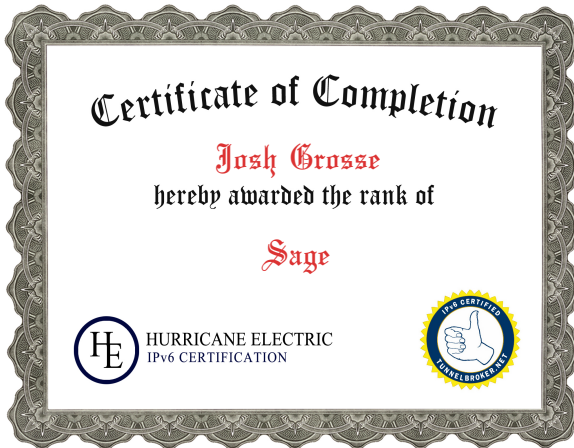 Certificate of Completion
Josh Grosse
hereby awarded the rank of
Sage
HE
HURRICANE ELECTRIC
IPv6 CERTIFICATION
IPv6 CERTIFIED
TUNNELBROKER.NET